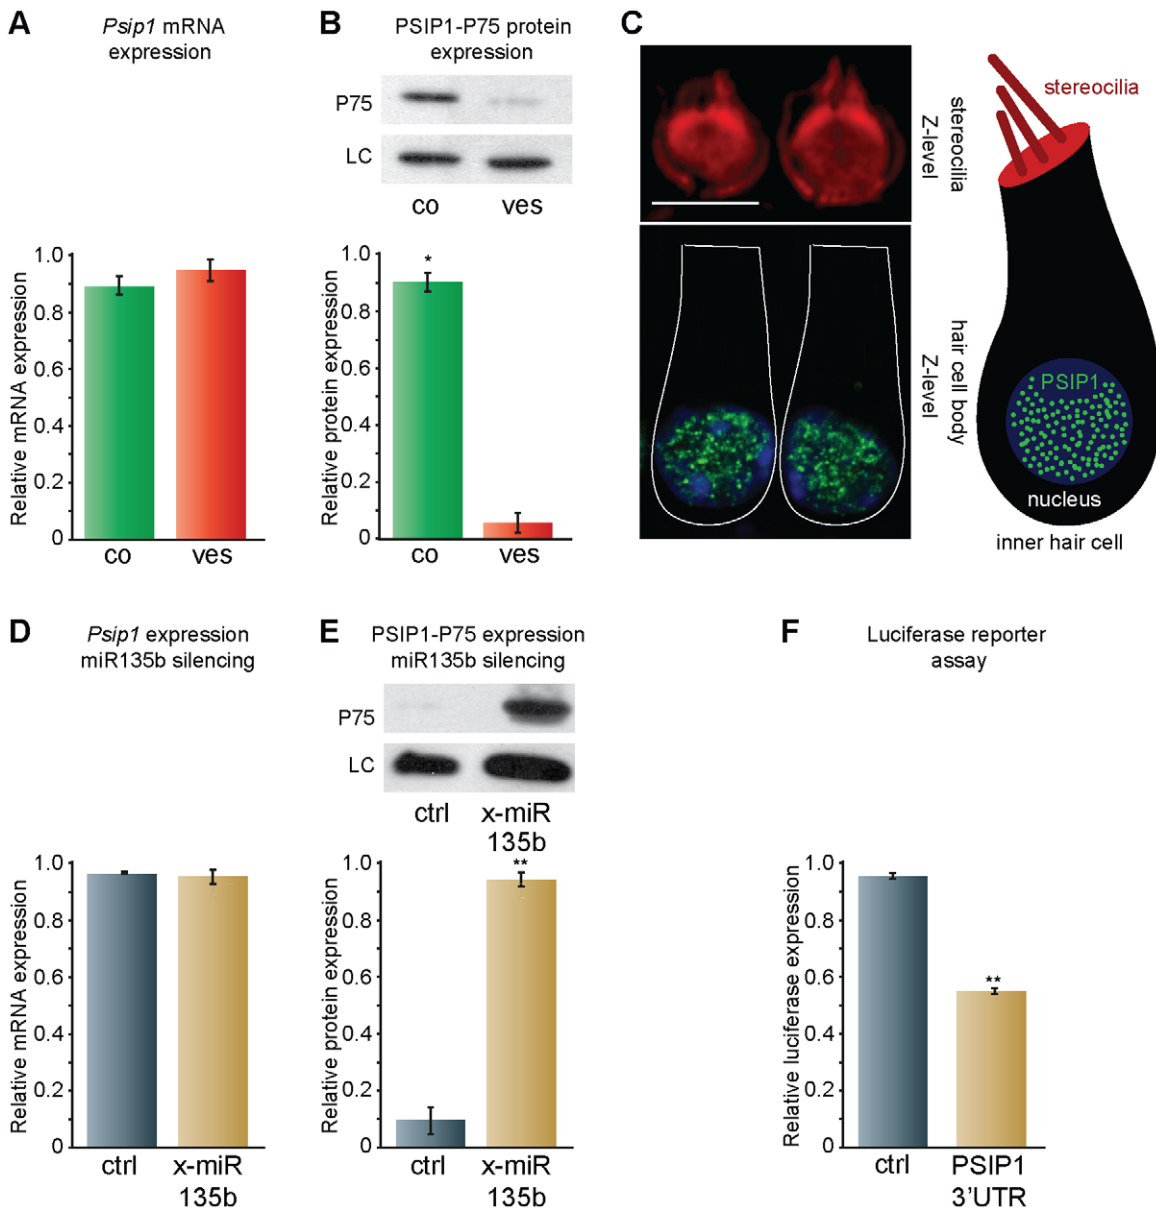 A
Psip1 mRNA
expression
Relative mRNA expression
1.0
0.8
0.6
0.4
0.2
0
co
ves
B
PSIP1-P75 protein
expression
P75
LC
co
ves
Relative protein expression
1.0
0.8
0.6
0.4
0.2
0
*
co
ves
C
stereocilia
Z-level
hair cell body
Z-level
stereocilia
PSIP1
nucleus
inner hair cell
D
Psip1 expression
miR135b silencing
Relative mRNA expression
1.0
0.8
0.6
0.4
0.2
0
ctrl
x-miR
135b
E
PSIP1-P75 expression
miR135b silencing
P75
LC
ctrl
x-miR
135b
Relative protein expression
1.0
0.8
0.6
0.4
0.2
0
**
ctrl
x-miR
135b
F
Luciferase reporter
assay
Relative luciferase expression
1.0
0.8
0.6
0.4
0.2
0
**
ctrl
PSIP1
3'UTR